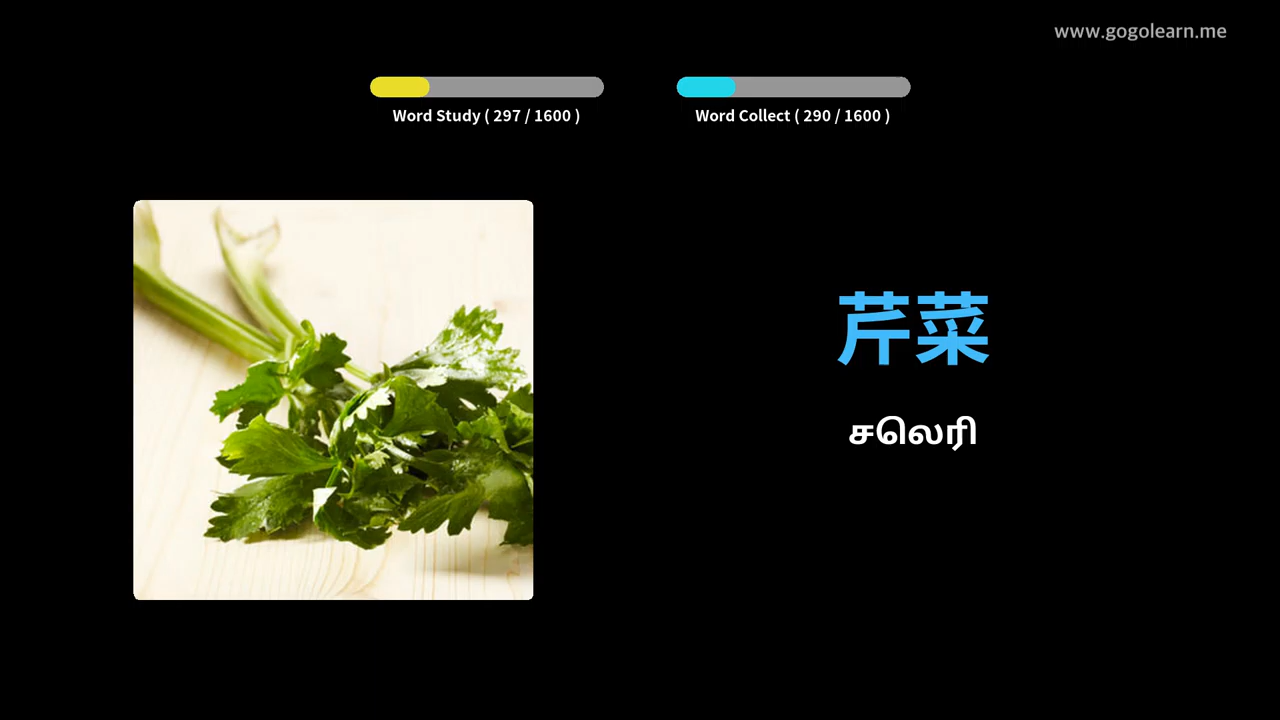 www.gogolearn.me
Word Study ( 297 / 1600 )
Word Collect ( 290 / 1600 )
芹菜
சலெரி